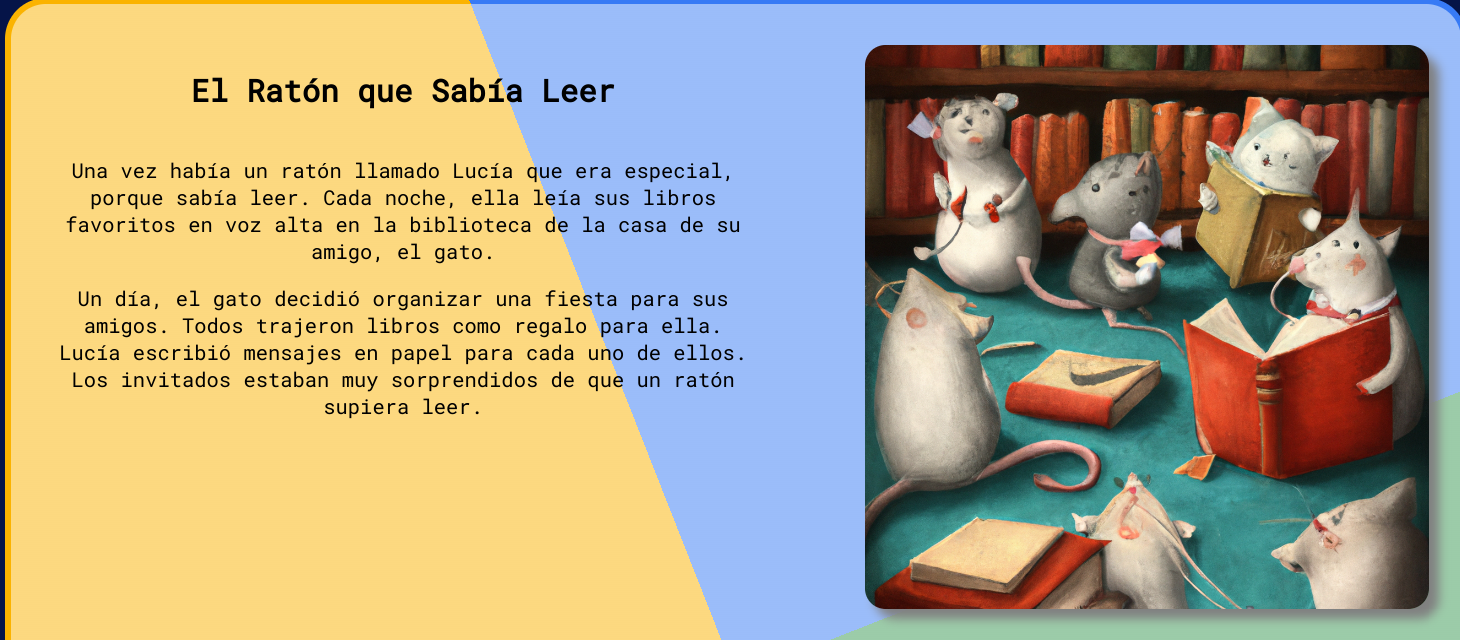 El Ratón que Sabía Leer
Una vez había un ratón llamado Lucía que era especial,
porque sabía leer. Cada noche, ella leía sus libros
favoritos en voz alta en la biblioteca de la casa de su
amigo, el gato.
Un día, el gato decidió organizar una fiesta para sus
amigos. Todos trajeron libros como regalo para ella.
Lucía escribió mensajes en papel para cada uno de ellos.
Los invitados estaban muy sorprendidos de que un ratón
supiera leer.